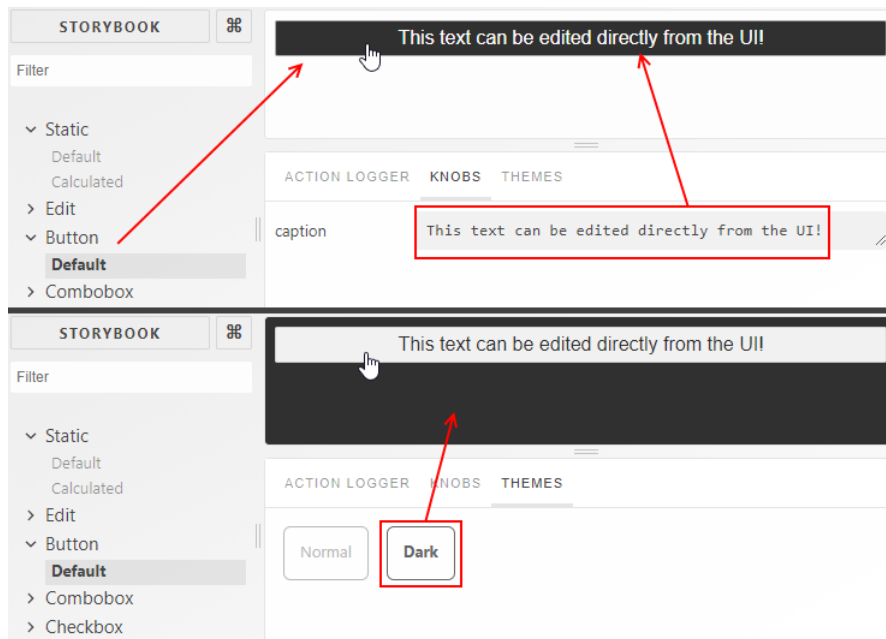 STORYBOOK ⌘
This text can be edited directly from the UI!
Filter
Static
Default
Calculated
Edit
Button
Default
Combobox
ACTION LOGGER KNOBS THEMES
caption This text can be edited directly from the UI!
STORYBOOK ⌘
This text can be edited directly from the UI!
Filter
Static
Default
Calculated
Edit
Button
Default
Combobox
Checkbox
ACTION LOGGER KNOBS THEMES
Normal Dark